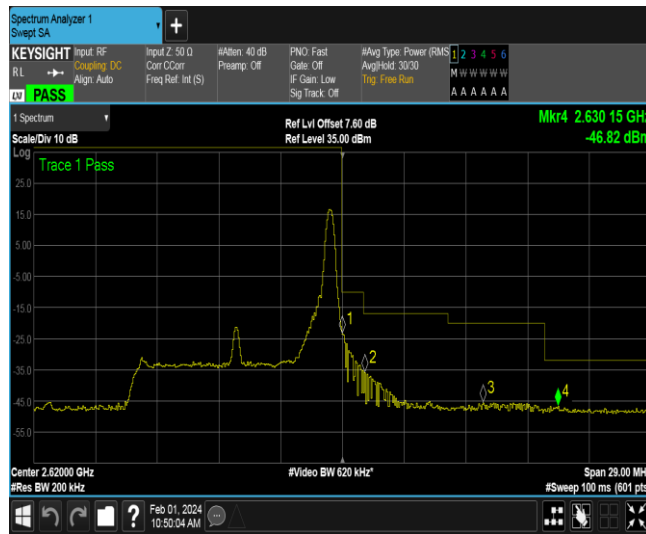 Spectrum Analyzer 1
Swept SA
+
KEYSIGHT
RL
LXI PASS
Input: RF
Coupling: DC
Align: Auto
Input Z: 50 Ω
Corr CCorr
Freq Ref: Int (S)
#Atten: 40 dB
Preamp: Off
PNO: Fast
Gate: Off
IF Gain: Low
Sig Track: Off
#Avg Type: Power (RMS
Avg|Hold: 30/30
Trig: Free Run
1 2 3 4 5 6
M W W W W W
A A A A A A
1 Spectrum
Scale/Div 10 dB
Ref Lvl Offset 7.60 dB
Ref Level 35.00 dBm
Mkr4 2.630 15 GHz
-46.82 dBm
Log
Trace 1 Pass
25.0
15.0
5.00
-5.00
-15.0
-25.0
-35.0
-45.0
-55.0
1
2
3
4
Center 2.62000 GHz
#Video BW 620 kHz*
Span 29.00 MH
#Res BW 200 kHz
#Sweep 100 ms (601 pts
?
Feb 01, 2024
10:50:04 AM